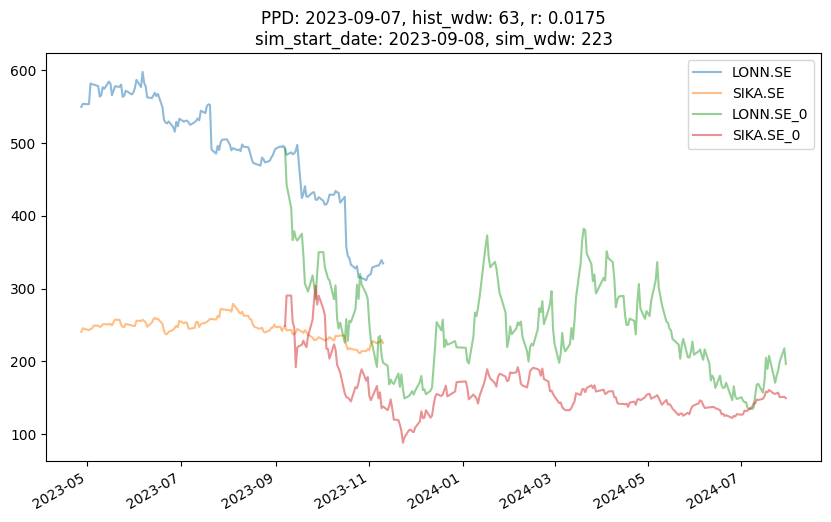 PPD: 2023-09-07, hist_wdw: 63, r: 0.0175
sim_start_date: 2023-09-08, sim_wdw: 223
LONN.SE
SIKA.SE
LONN.SE_0
SIKA.SE_0
600
500
400
300
200
100
2023-05
2023-07
2023-09
2023-11
2024-01
2024-03
2024-05
2024-07